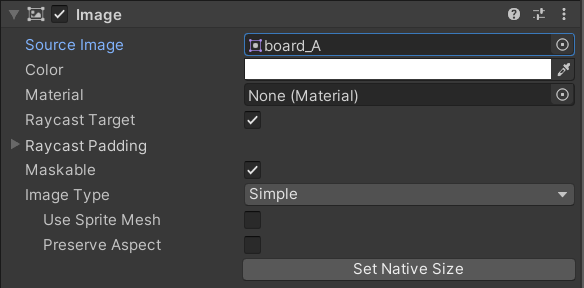 Image
Source Image board_A
Color
Material None (Material)
Raycast Target
Raycast Padding
Maskable
Image Type Simple
Use Sprite Mesh
Preserve Aspect
Set Native Size